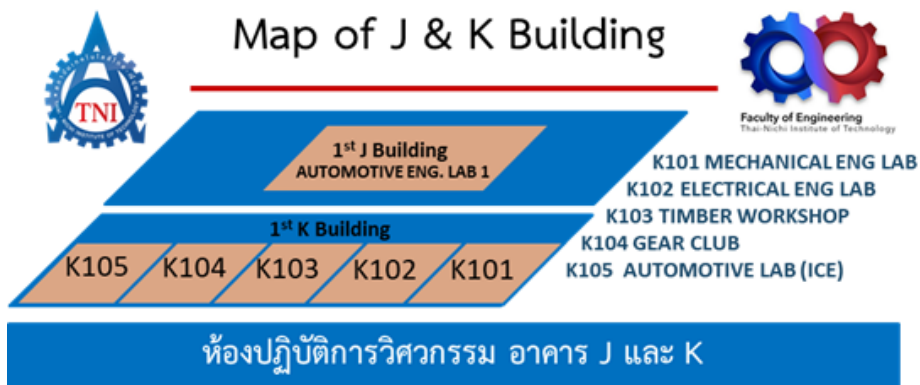 Map of J & K Building
TNI
Faculty of Engineering
Thai-Nichi Institute of Technology
1st J Building
AUTOMOTIVE ENG. LAB 1
K101 MECHANICAL ENG LAB
K102 ELECTRICAL ENG LAB
K103 TIMBER WORKSHOP
K104 GEAR CLUB
K105 AUTOMOTIVE LAB (ICE)
1st K Building
K105 K104 K103 K102 K101
ห้องปฏิบัติการวิศวกรรม อาคาร J และ K